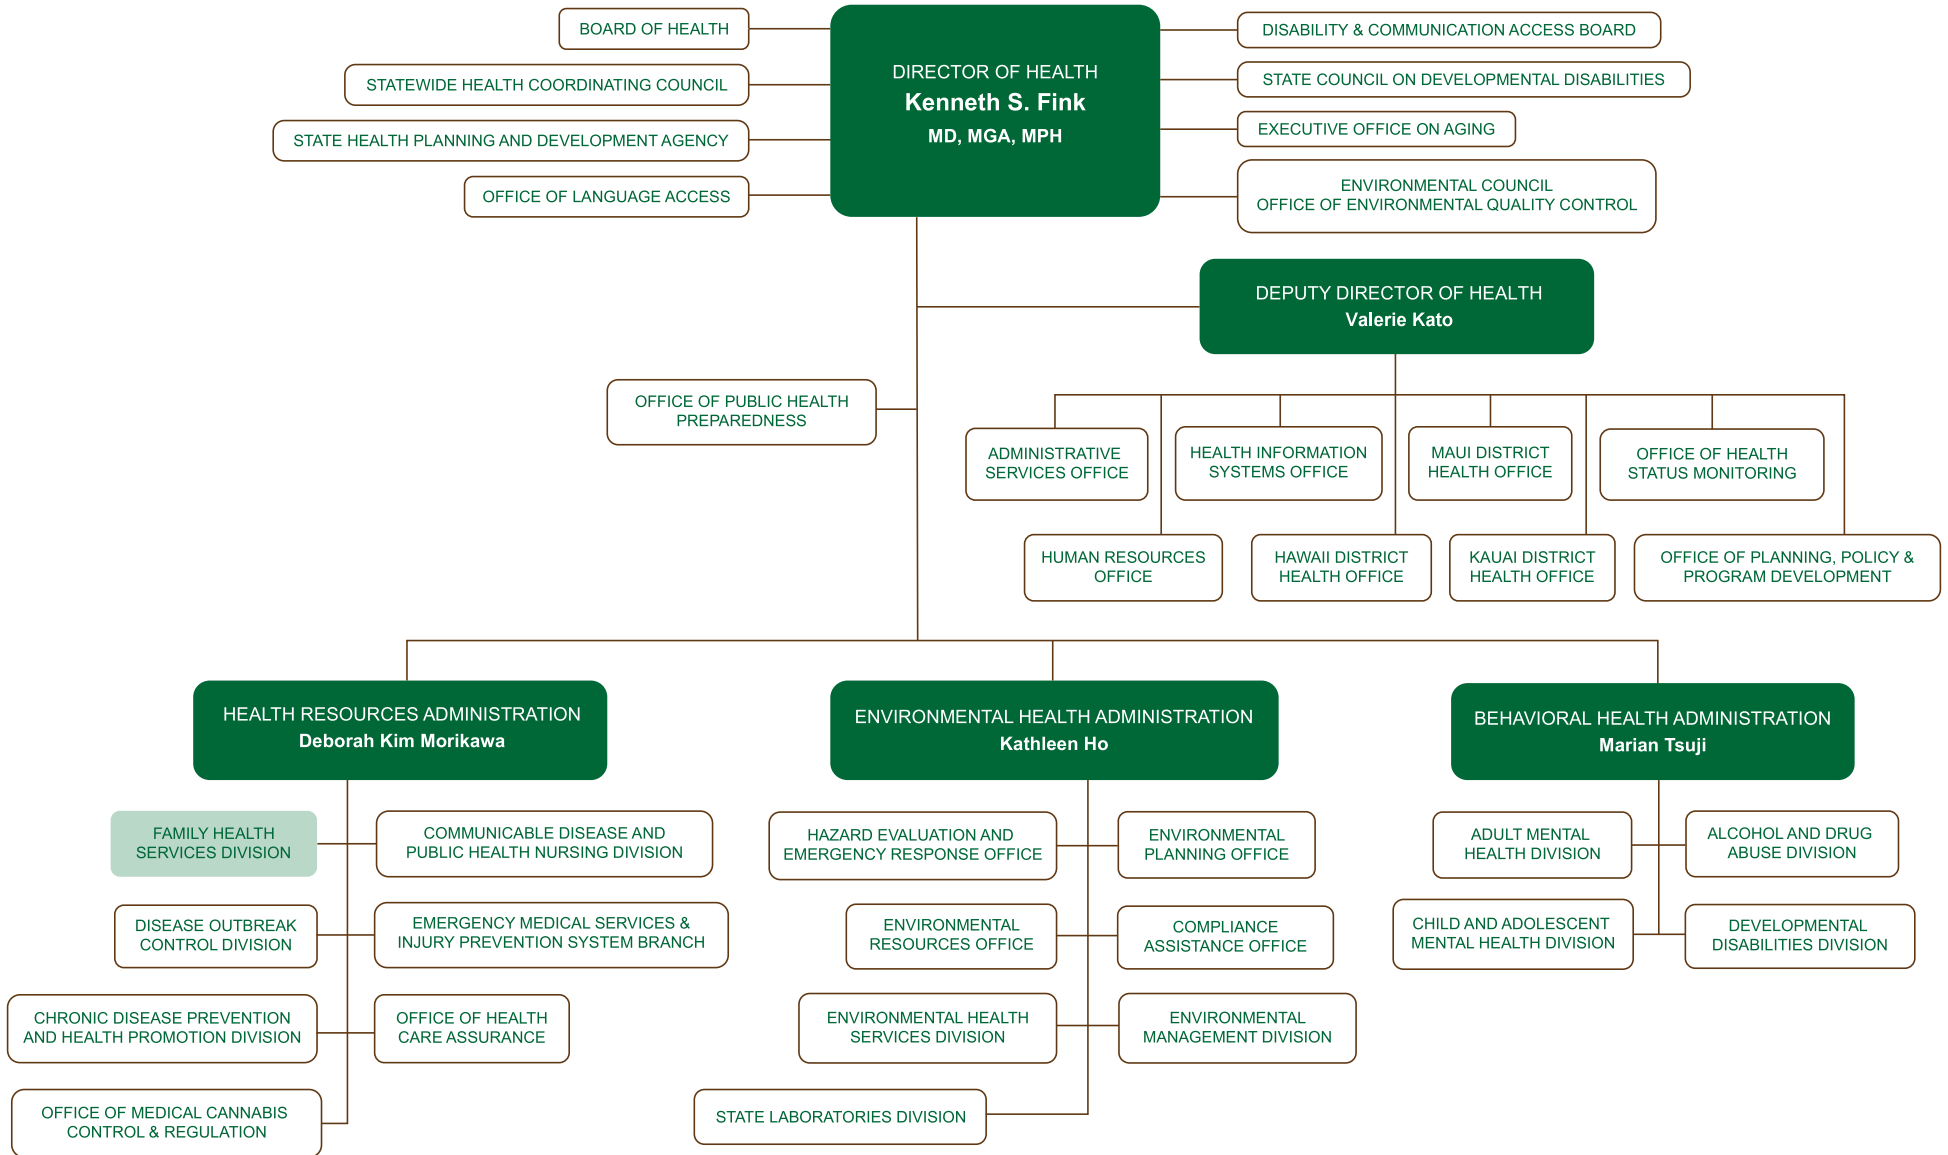 BOARD OF HEALTH
STATEWIDE HEALTH COORDINATING COUNCIL
STATE HEALTH PLANNING AND DEVELOPMENT AGENCY
OFFICE OF LANGUAGE ACCESS
DIRECTOR OF HEALTH
Kenneth S. Fink
MD, MGA, MPH
DISABILITY & COMMUNICATION ACCESS BOARD
STATE COUNCIL ON DEVELOPMENTAL DISABILITIES
EXECUTIVE OFFICE ON AGING
ENVIRONMENTAL COUNCIL
OFFICE OF ENVIRONMENTAL QUALITY CONTROL
DEPUTY DIRECTOR OF HEALTH
Valerie Kato
OFFICE OF PUBLIC HEALTH
PREPAREDNESS
ADMINISTRATIVE
SERVICES OFFICE
HEALTH INFORMATION
SYSTEMS OFFICE
MAUI DISTRICT
HEALTH OFFICE
OFFICE OF HEALTH
STATUS MONITORING
HUMAN RESOURCES
OFFICE
HAWAII DISTRICT
HEALTH OFFICE
KAUAI DISTRICT
HEALTH OFFICE
OFFICE OF PLANNING, POLICY &
PROGRAM DEVELOPMENT
HEALTH RESOURCES ADMINISTRATION
Deborah Kim Morikawa
FAMILY HEALTH
SERVICES DIVISION
COMMUNICABLE DISEASE AND
PUBLIC HEALTH NURSING DIVISION
DISEASE OUTBREAK
CONTROL DIVISION
EMERGENCY MEDICAL SERVICES &
INJURY PREVENTION SYSTEM BRANCH
CHRONIC DISEASE PREVENTION
AND HEALTH PROMOTION DIVISION
OFFICE OF HEALTH
CARE ASSURANCE
OFFICE OF MEDICAL CANNABIS
CONTROL & REGULATION
ENVIRONMENTAL HEALTH ADMINISTRATION
Kathleen Ho
HAZARD EVALUATION AND
EMERGENCY RESPONSE OFFICE
ENVIRONMENTAL
PLANNING OFFICE
ENVIRONMENTAL
RESOURCES OFFICE
COMPLIANCE
ASSISTANCE OFFICE
ENVIRONMENTAL HEALTH
SERVICES DIVISION
ENVIRONMENTAL
MANAGEMENT DIVISION
STATE LABORATORIES DIVISION
BEHAVIORAL HEALTH ADMINISTRATION
Marian Tsuji
ADULT MENTAL
HEALTH DIVISION
ALCOHOL AND DRUG
ABUSE DIVISION
CHILD AND ADOLESCENT
MENTAL HEALTH DIVISION
DEVELOPMENTAL
DISABILITIES DIVISION